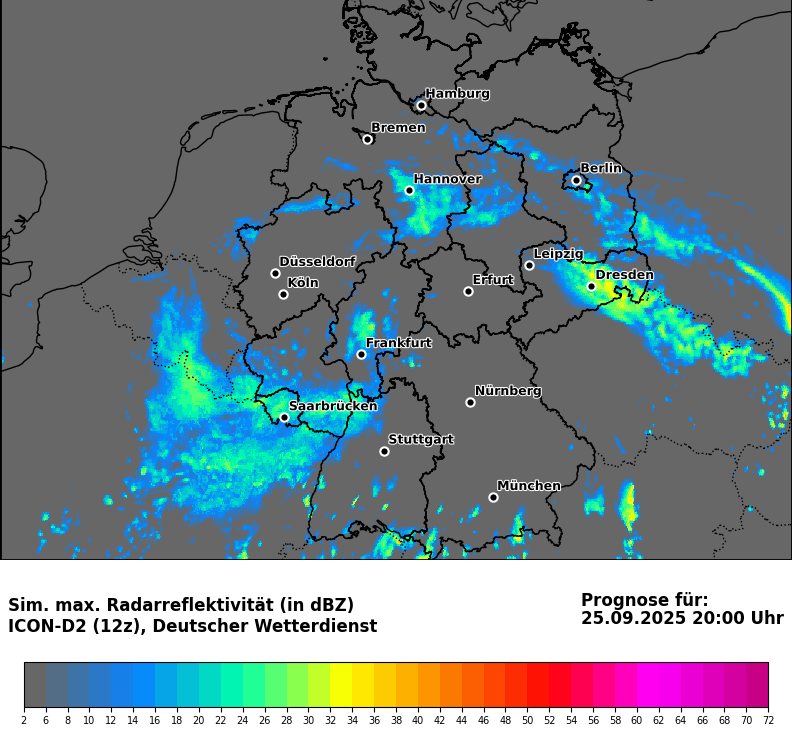 Hamburg
Bremen
Berlin
Hannover
Leipzig
Düsseldorf
Dresden
Köln
Erfurt
Frankfurt
Nürnberg
Saarbrücken
Stuttgart
München
Sim. max. Radarreflektivität (in dBZ)
ICON-D2 (12z), Deutscher Wetterdienst
Prognose für:
25.09.2025 20:00 Uhr
2 6 8 10 12 14 16 18 20 22 24 26 28 30 32 34 36 38 40 42 44 46 48 50 52 54 56 58 60 62 64 66 68 70 72